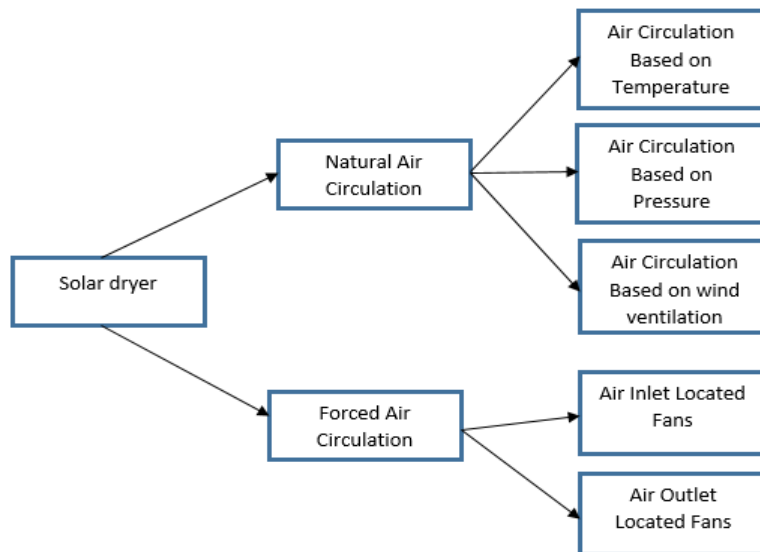 Air Circulation
Based on
Temperature
Natural Air
Circulation
Air Circulation
Based on
Pressure
Solar dryer
Air Circulation
Based on wind
ventilation
Forced Air
Circulation
Air Inlet Located
Fans
Air Outlet
Located Fans